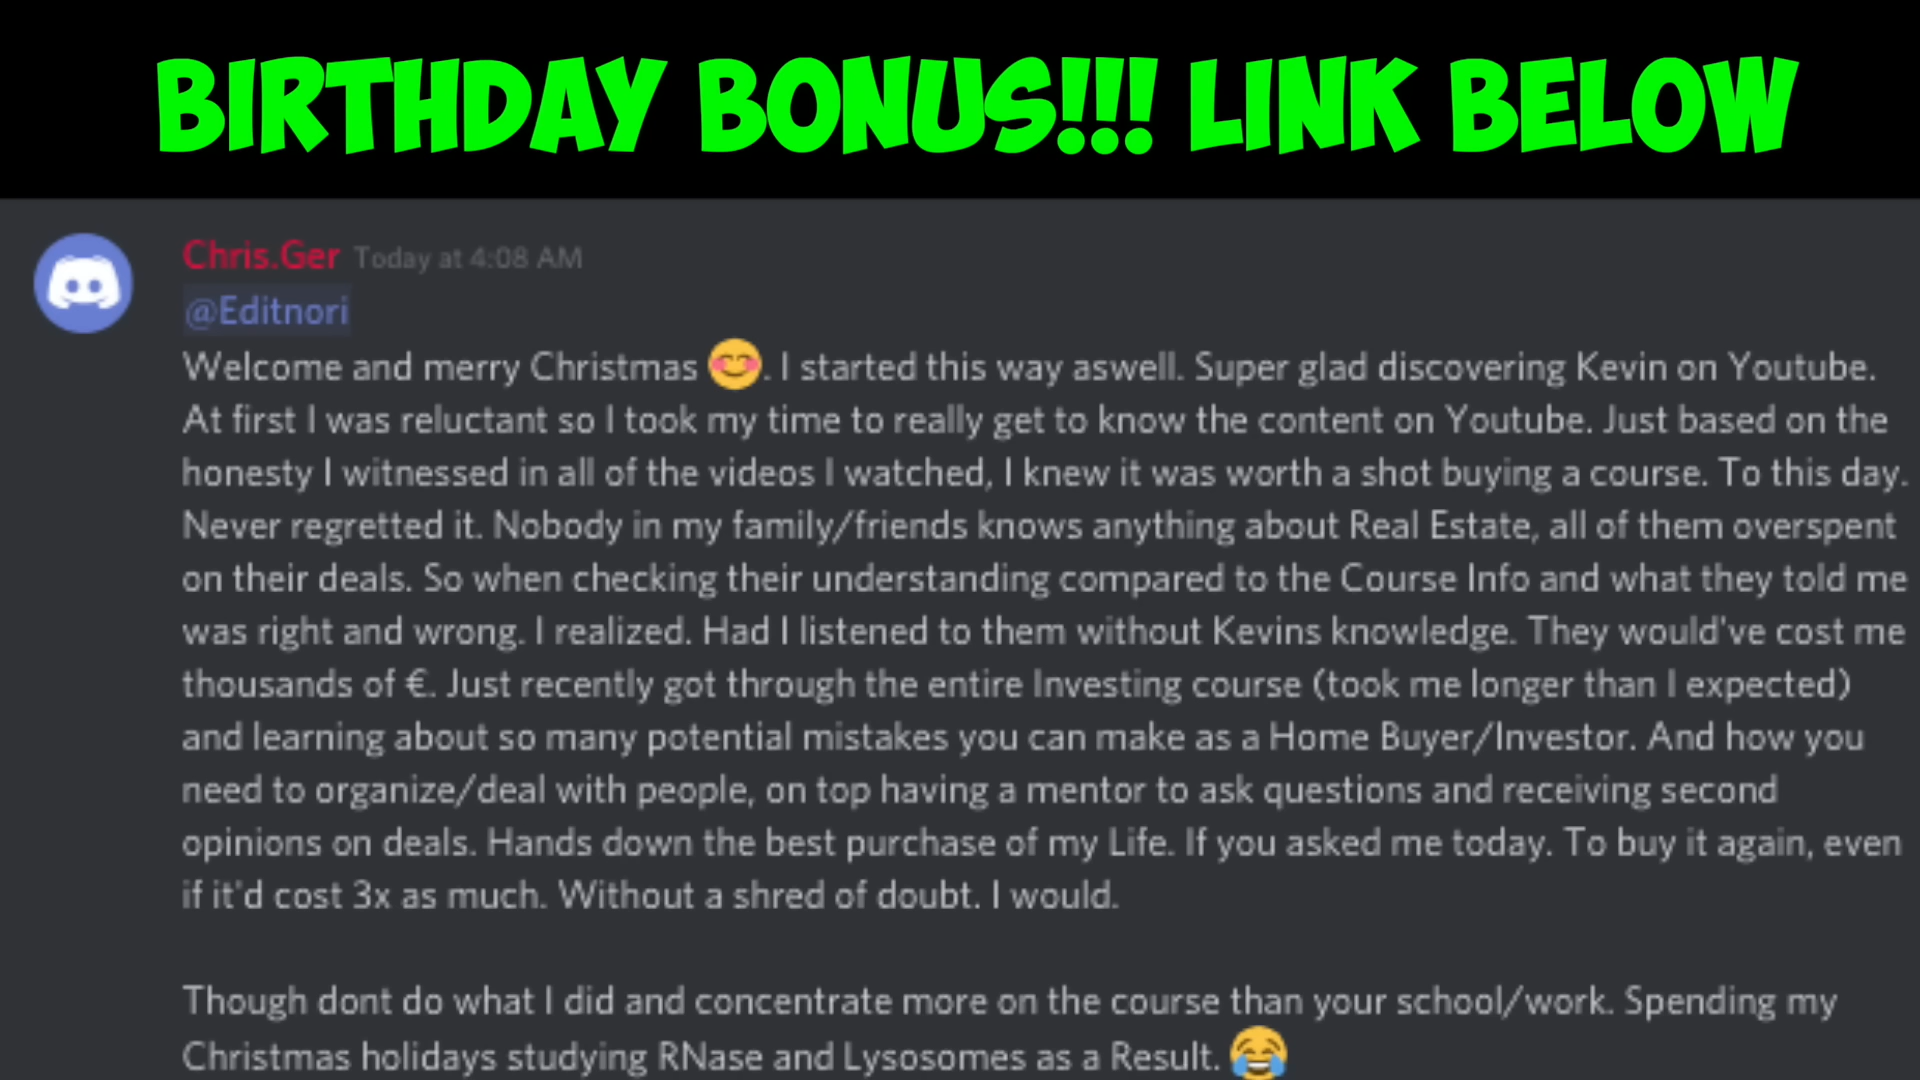 BIRTHDAY BONUS!!! LINK BELOW
Chris.Ger Today at 4:08 AM
@Editnori
Welcome and merry Christmas 😊. I started this way aswell. Super glad discovering Kevin on Youtube.
At first I was reluctant so I took my time to really get to know the content on Youtube. Just based on the
honesty I witnessed in all of the videos I watched, I knew it was worth a shot buying a course. To this day.
Never regretted it. Nobody in my family/friends knows anything about Real Estate, all of them overspent
on their deals. So when checking their understanding compared to the Course Info and what they told me
was right and wrong. I realized. Had I listened to them without Kevins knowledge. They would've cost me
thousands of €. Just recently got through the entire Investing course (took me longer than I expected)
and learning about so many potential mistakes you can make as a Home Buyer/Investor. And how you
need to organize/deal with people, on top having a mentor to ask questions and receiving second
opinions on deals. Hands down the best purchase of my Life. If you asked me today. To buy it again, even
if it'd cost 3x as much. Without a shred of doubt. I would.
Though dont do what I did and concentrate more on the course than your school/work. Spending my
Christmas holidays studying RNase and Lysosomes as a Result. 😂